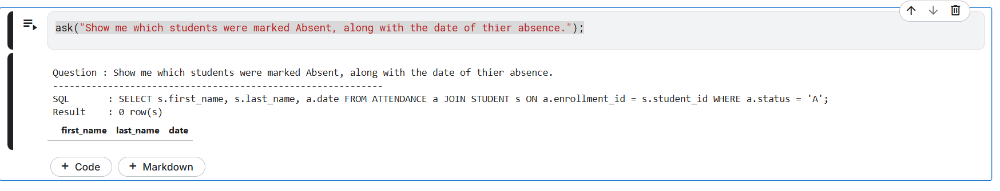 ask("Show me which students were marked Absent, along with the date of thier absence.");
Question : Show me which students were marked Absent, along with the date of thier absence.
------------------------------------------------------------
SQL : SELECT s.first_name, s.last_name, a.date FROM ATTENDANCE a JOIN STUDENT s ON a.enrollment_id = s.student_id WHERE a.status = 'A';
Result : 0 row(s)
first_name last_name date
+ Code + Markdown